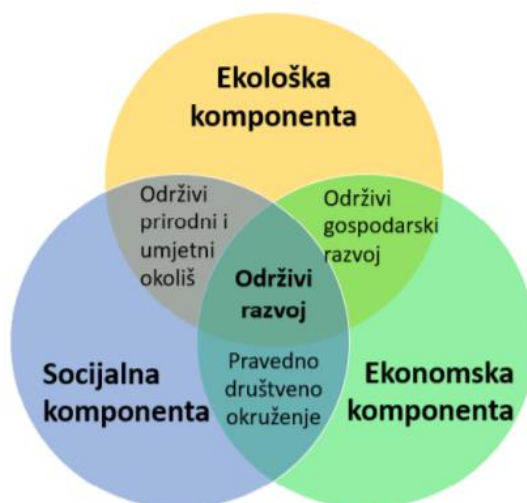 Ekološka
komponenta
Održivi
prirodni i
umjetni
okoliš
Održivi
gospodarski
razvoj
Održivi
razvoj
Socijalna
komponenta
Pravedno
društveno
okruženje
Ekonomska
komponenta